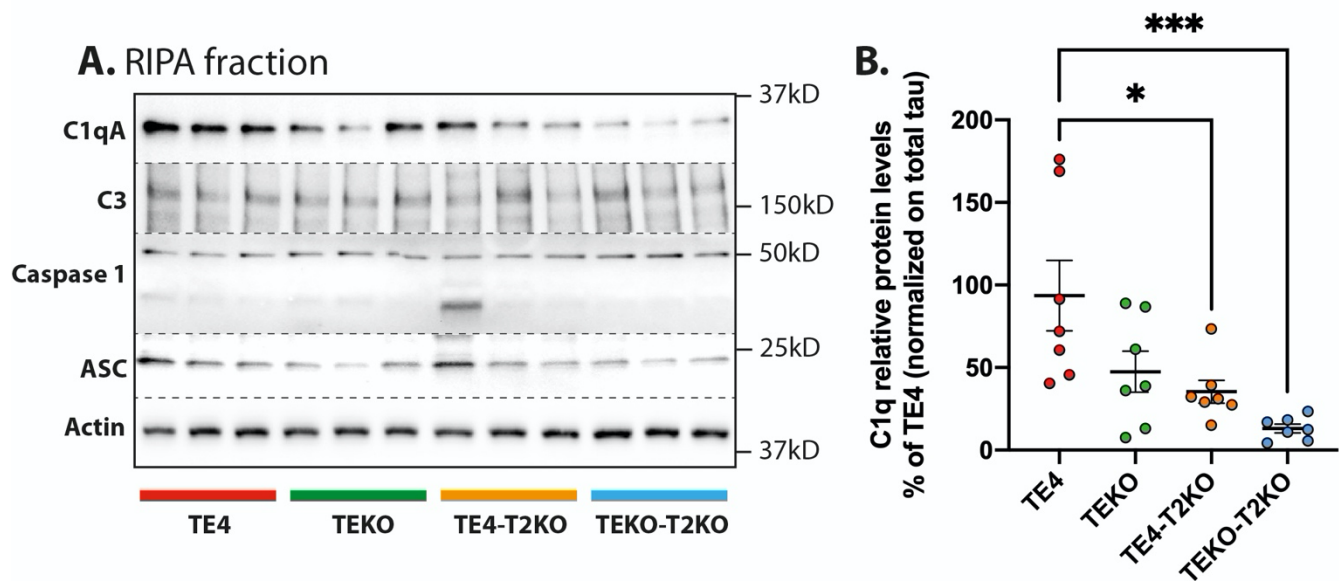 A. RIPA fraction
C1qA
C3
Caspase 1
ASC
Actin
37kD
150kD
50kD
25kD
37kD
TE4
TEKO
TE4-T2KO
TEKO-T2KO
B.
***
*
C1q relative protein levels
% of TE4 (normalized on total tau)
200
150
100
50
0
TE4
TEKO
TE4-T2KO
TEKO-T2KO